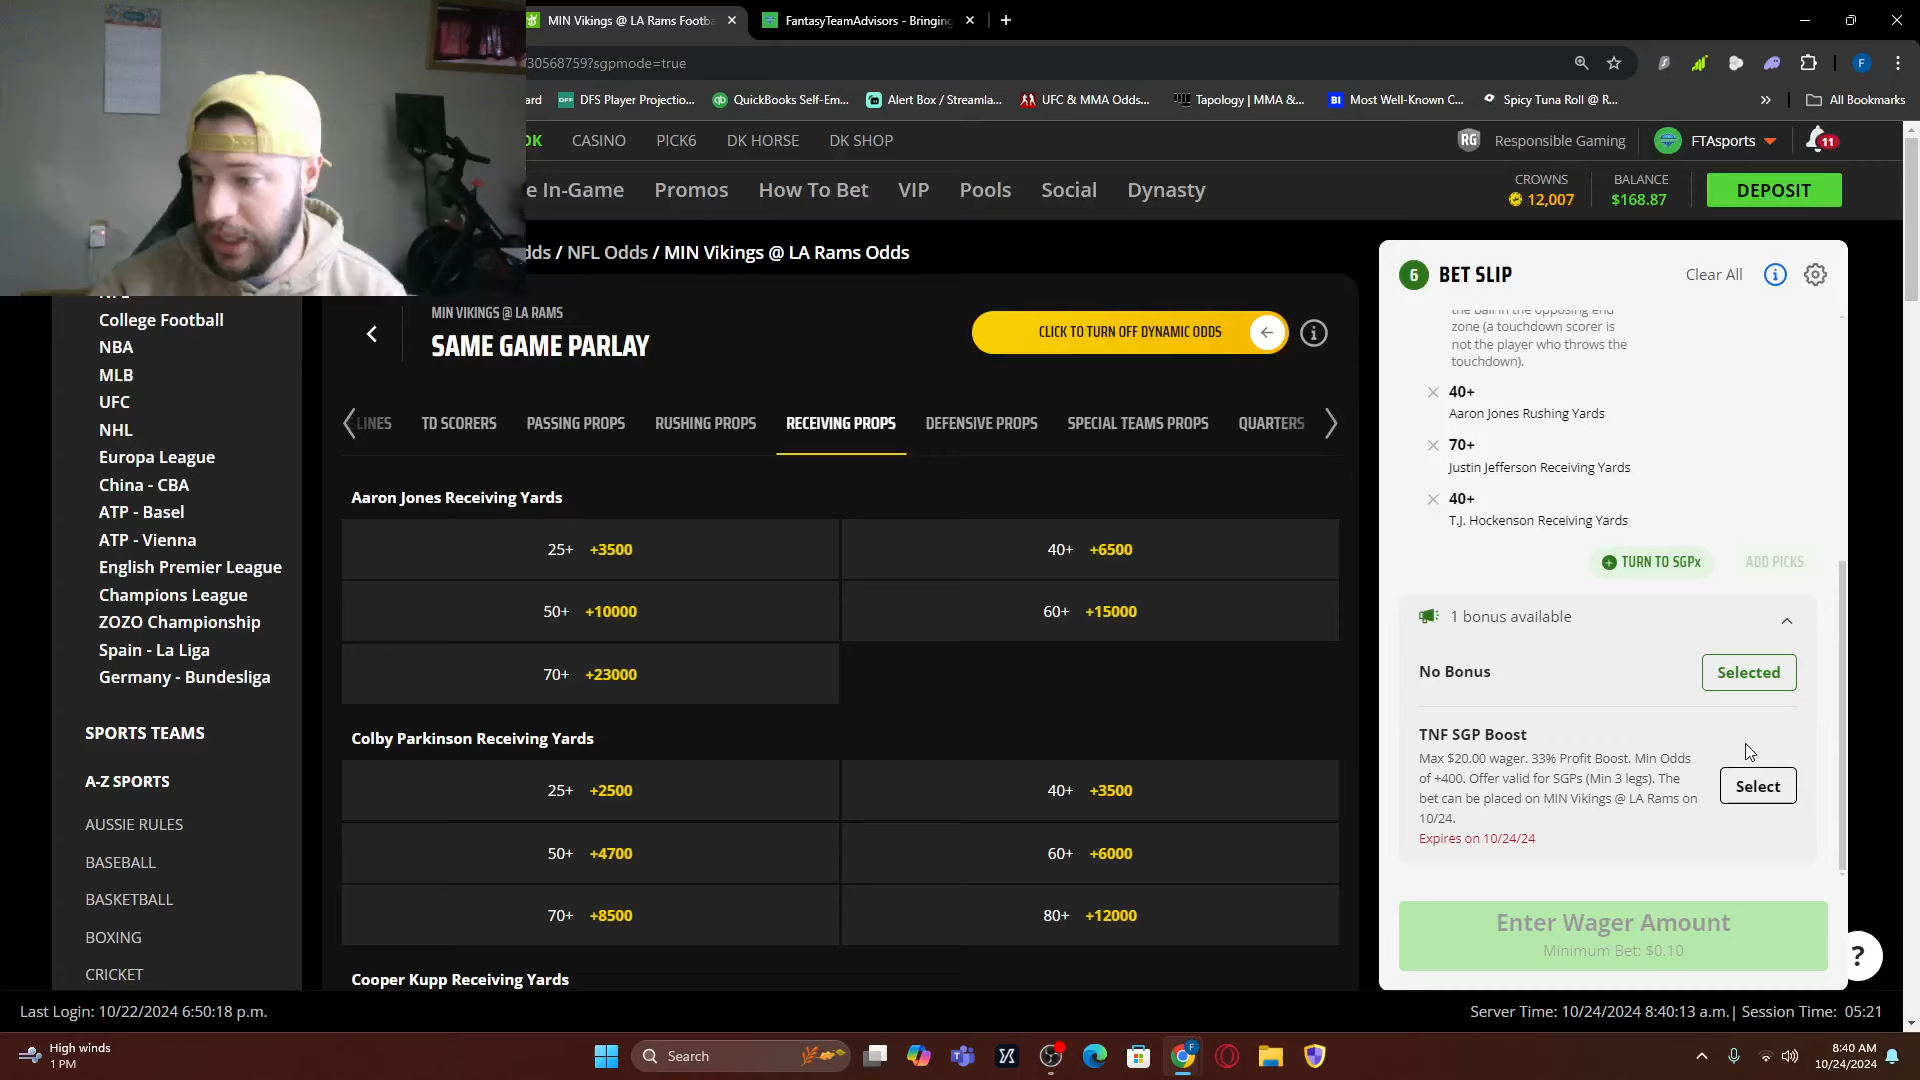 MIN Vikings @ LA Rams Footba
FantasyTeamAdvisors - Bringing
30568759?sgpmode=true
ard
DFS Player Projectio...
QuickBooks Self-Em...
Alert Box / Streamla...
UFC & MMA Odds...
Tapology | MMA &...
BI Most Well-Known C...
Spicy Tuna Roll @ R...
All Bookmarks
OK
CASINO
PICK6
DK HORSE
DK SHOP
RG Responsible Gaming
FTAsports
11
e In-Game
Promos
How To Bet
VIP
Pools
Social
Dynasty
CROWNS
12,007
BALANCE
$168.87
DEPOSIT
dds / NFL Odds / MIN Vikings @ LA Rams Odds
College Football
NBA
MLB
UFC
NHL
Europa League
China - CBA
ATP - Basel
ATP - Vienna
English Premier League
Champions League
ZOZO Championship
Spain - La Liga
Germany - Bundesliga
SPORTS TEAMS
A-Z SPORTS
AUSSIE RULES
BASEBALL
BASKETBALL
BOXING
CRICKET
MIN VIKINGS @ LA RAMS
SAME GAME PARLAY
CLICK TO TURN OFF DYNAMIC ODDS
LINES
TD SCORERS
PASSING PROPS
RUSHING PROPS
RECEIVING PROPS
DEFENSIVE PROPS
SPECIAL TEAMS PROPS
QUARTERS
Aaron Jones Receiving Yards
25+ +3500
40+ +6500
50+ +10000
60+ +15000
70+ +23000
Colby Parkinson Receiving Yards
25+ +2500
40+ +3500
50+ +4700
60+ +6000
70+ +8500
80+ +12000
Cooper Kupp Receiving Yards
6 BET SLIP
Clear All
the ball in the opposing end
zone (a touchdown scorer is
not the player who throws the
touchdown).
40+
Aaron Jones Rushing Yards
70+
Justin Jefferson Receiving Yards
40+
T.J. Hockenson Receiving Yards
TURN TO SGPx
ADD PICKS
1 bonus available
No Bonus
Selected
TNF SGP Boost
Max $20.00 wager. 33% Profit Boost. Min Odds
of +400. Offer valid for SGPs (Min 3 legs). The
bet can be placed on MIN Vikings @ LA Rams on
10/24.
Expires on 10/24/24
Select
Enter Wager Amount
Minimum Bet: $0.10
?
Last Login: 10/22/2024 6:50:18 p.m.
Server Time: 10/24/2024 8:40:13 a.m.| Session Time: 05:21
High winds
1 PM
Search
8:40 AM
10/24/2024